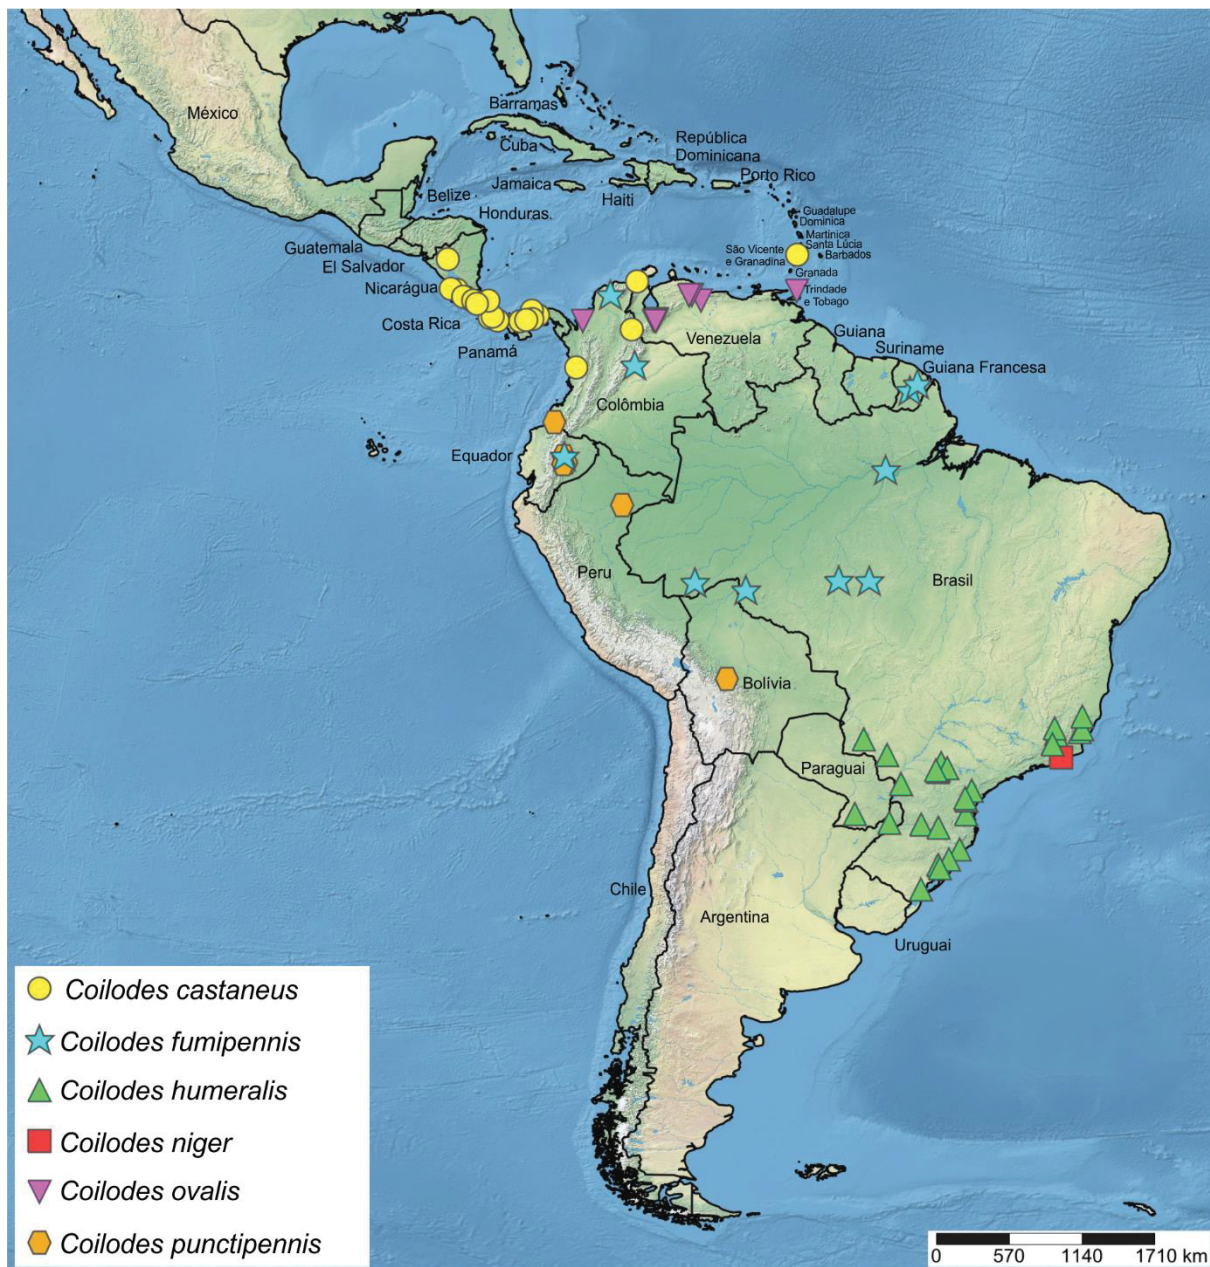 México
Barramas
Cuba
República
Dominicana
Porto Rico
Jamaica
Haiti
Belize
Honduras.
Guadalupe
Dominica
Martinica
Santa Lúcia
Barbados
São Vicente
e Granadina
Granada
Trindade
e Tobago
Guatemala
El Salvador
Nicarágua
Costa Rica
Panamá
Venezuela
Guiana
Suriname
Guiana Francesa
Colômbia
Equador
Peru
Brasil
Bolívia
Paraguai
Chile
Argentina
Uruguai
Coilodes castaneus
Coilodes fumipennis
Coilodes humeralis
Coilodes niger
Coilodes ovalis
Coilodes punctipennis
0 570 1140 1710 km